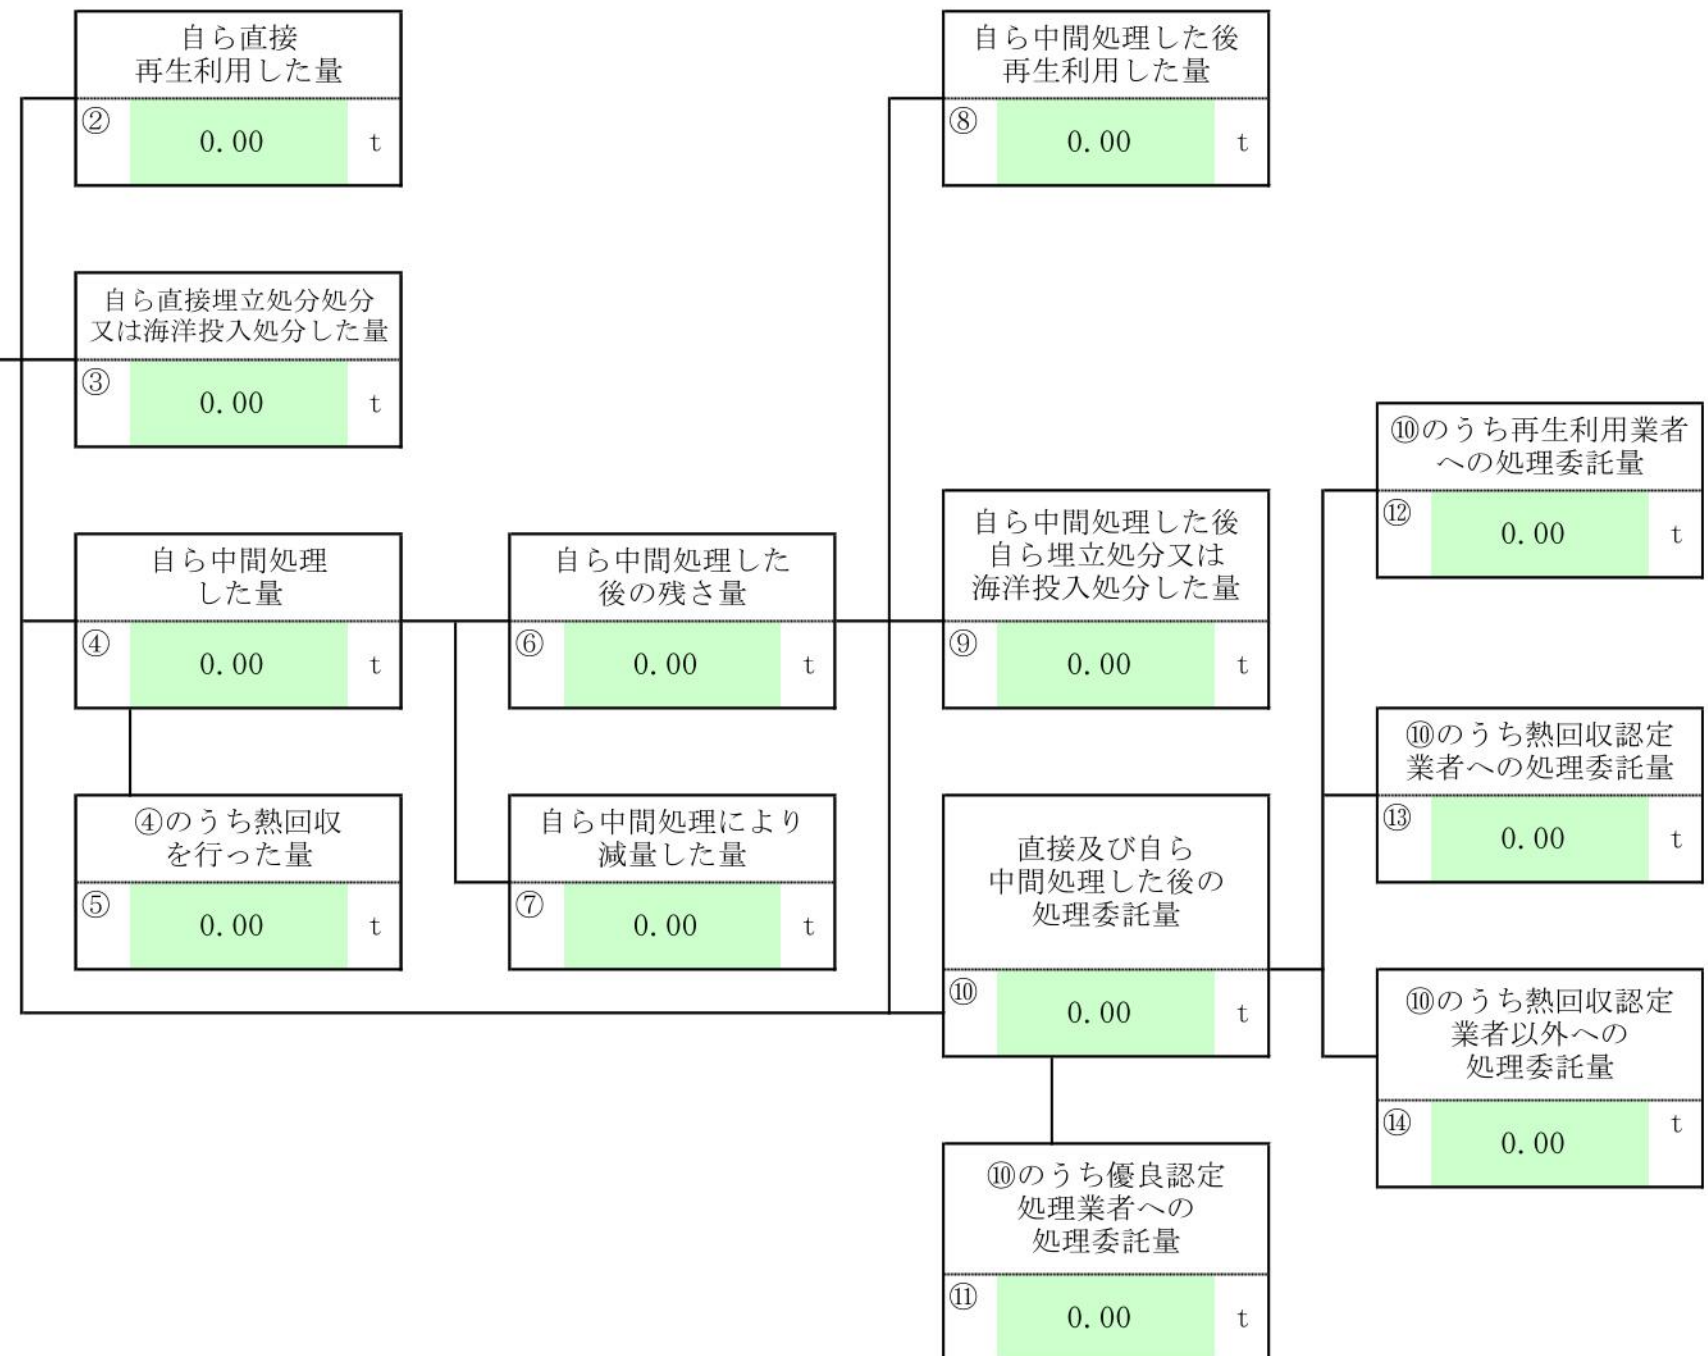 自ら直接
再生利用した量
②
0.00 t
自ら中間処理した後
再生利用した量
⑧
0.00 t
自ら直接埋立処分処分
又は海洋投入処分した量
③
0.00 t
⑩のうち再生利用業者
への処理委託量
⑫
0.00 t
自ら中間処理
した量
④
0.00 t
自ら中間処理した
後の残さ量
⑥
0.00 t
自ら中間処理した後
自ら埋立処分又は
海洋投入処分した量
⑨
0.00 t
⑩のうち熱回収認定
業者への処理委託量
⑬
0.00 t
④のうち熱回収
を行った量
⑤
0.00 t
自ら中間処理により
減量した量
⑦
0.00 t
直接及び自ら
中間処理した後の
処理委託量
⑩
0.00 t
⑩のうち熱回収認定
業者以外への
処理委託量
⑭
0.00 t
⑩のうち優良認定
処理業者への
処理委託量
⑪
0.00 t